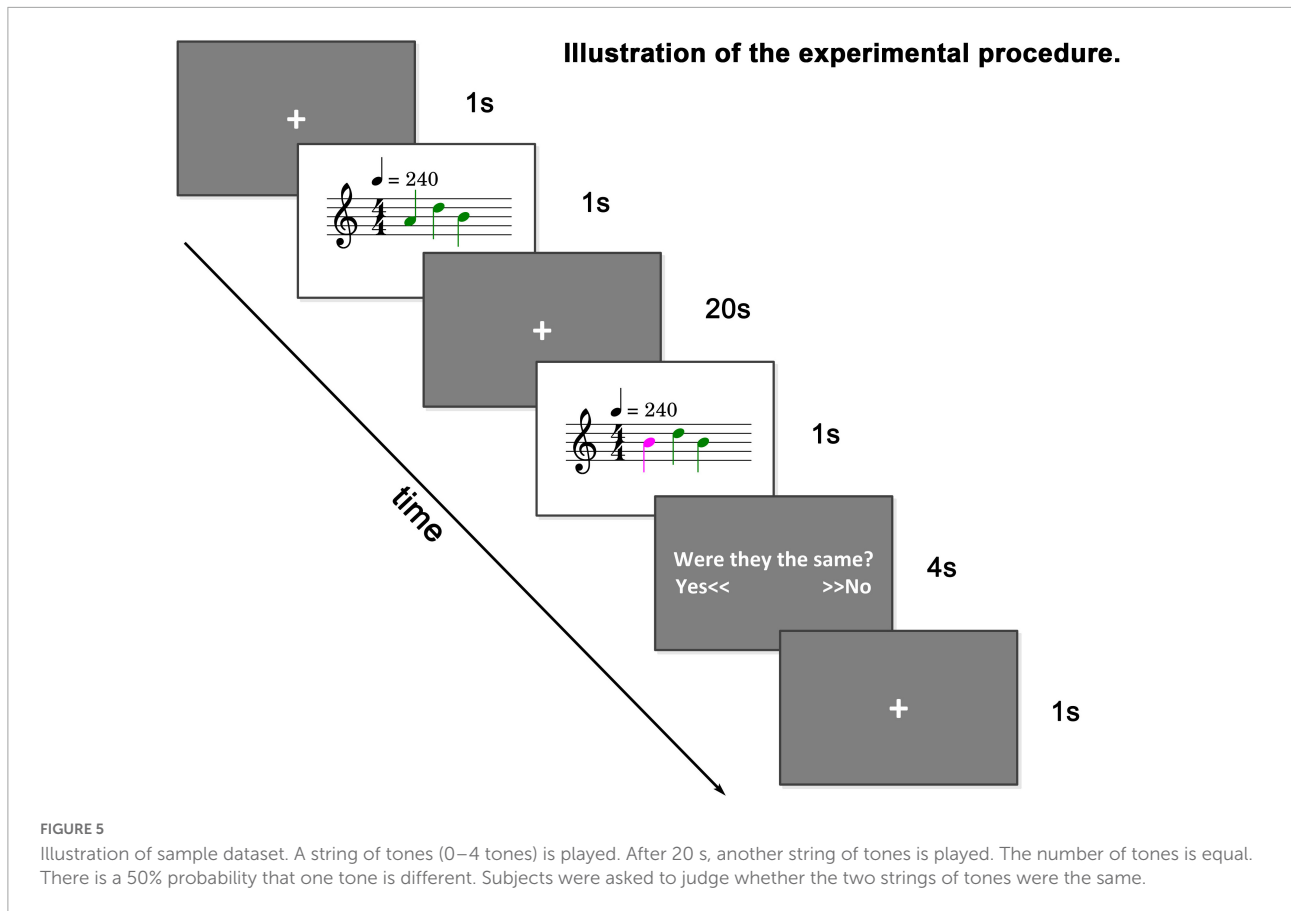 Illustration of the experimental procedure.
1s
= 240
4
4
1s
20s
= 240
4
4
1s
time
Were they the same?
Yes<< >>No
4s
1s
FIGURE 5
Illustration of sample dataset. A string of tones (0–4 tones) is played. After 20 s, another string of tones is played. The number of tones is equal.
There is a 50% probability that one tone is different. Subjects were asked to judge whether the two strings of tones were the same.